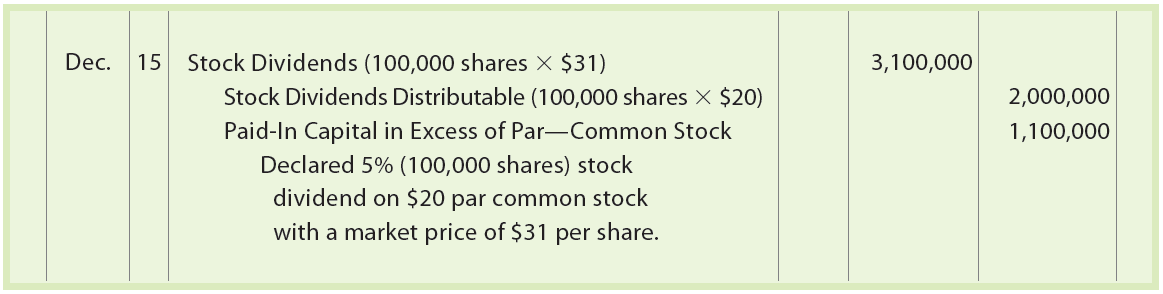 Dec. 15 Stock Dividends (100,000 shares × $31) 3,100,000
Stock Dividends Distributable (100,000 shares × $20) 2,000,000
Paid-In Capital in Excess of Par—Common Stock 1,100,000
Declared 5% (100,000 shares) stock
dividend on $20 par common stock
with a market price of $31 per share.